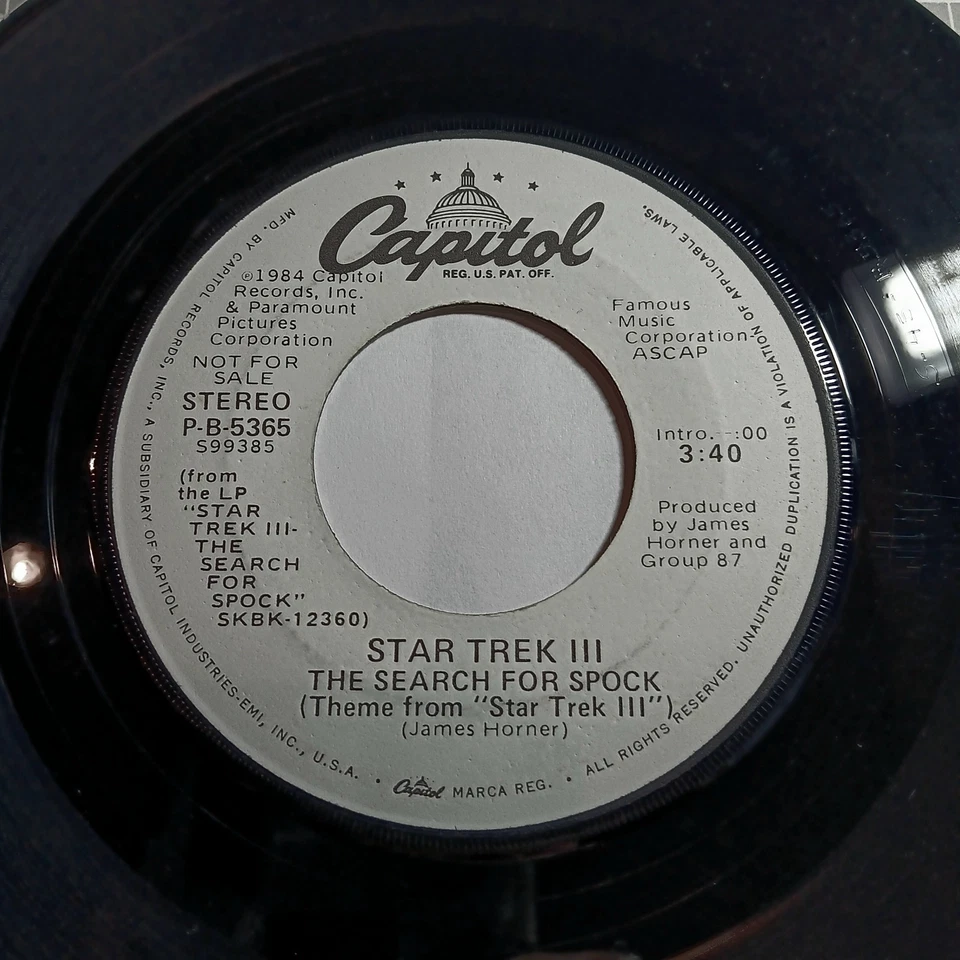 Capitol
REG. U.S. PAT. OFF.
℗1984 Capitol
Records, Inc.
& Paramount
Pictures
Corporation
NOT FOR
SALE
STEREO
P-B-5365
S99385
(from
the LP
“STAR
TREK III-
THE
SEARCH
FOR
SPOCK”
SKBK-12360)
Famous
Music
Corporation-
ASCAP
Intro.--:00
3:40
Produced
by James
Horner and
Group 87
STAR TREK III
THE SEARCH FOR SPOCK
(Theme from “Star Trek III”)
(James Horner)
MFD. BY CAPITOL RECORDS, INC., A SUBSIDIARY OF CAPITOL INDUSTRIES-EMI, INC., U.S.A. • Capitol MARCA REG. • ALL RIGHTS RESERVED. UNAUTHORIZED DUPLICATION IS A VIOLATION OF APPLICABLE LAWS.